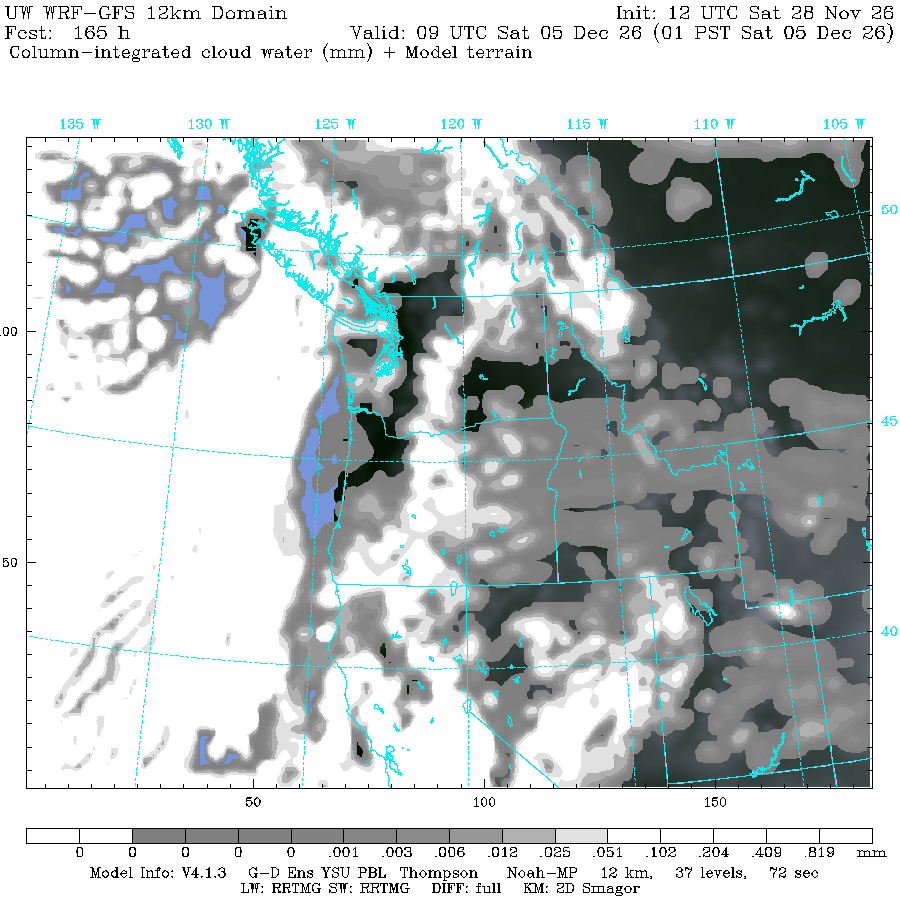 UW WRF-GFS 12km Domain Init: 12 UTC Sat 28 Nov 26
Fcst: 165 h Valid: 09 UTC Sat 05 Dec 26 (01 PST Sat 05 Dec 26)
Column-integrated cloud water (mm) + Model terrain
135 W 130 W 125 W 120 W 115 W 110 W 105 W
50
00
45
50
40
50 100 150
0 0 0 0 0 .001 .003 .006 .012 .025 .051 .102 .204 .409 .819 mm
Model Info: V4.1.3 G-D Ens YSU PBL Thompson Noah-MP 12 km, 37 levels, 72 sec
LW: RRTMG SW: RRTMG DIFF: full KM: 2D Smagor